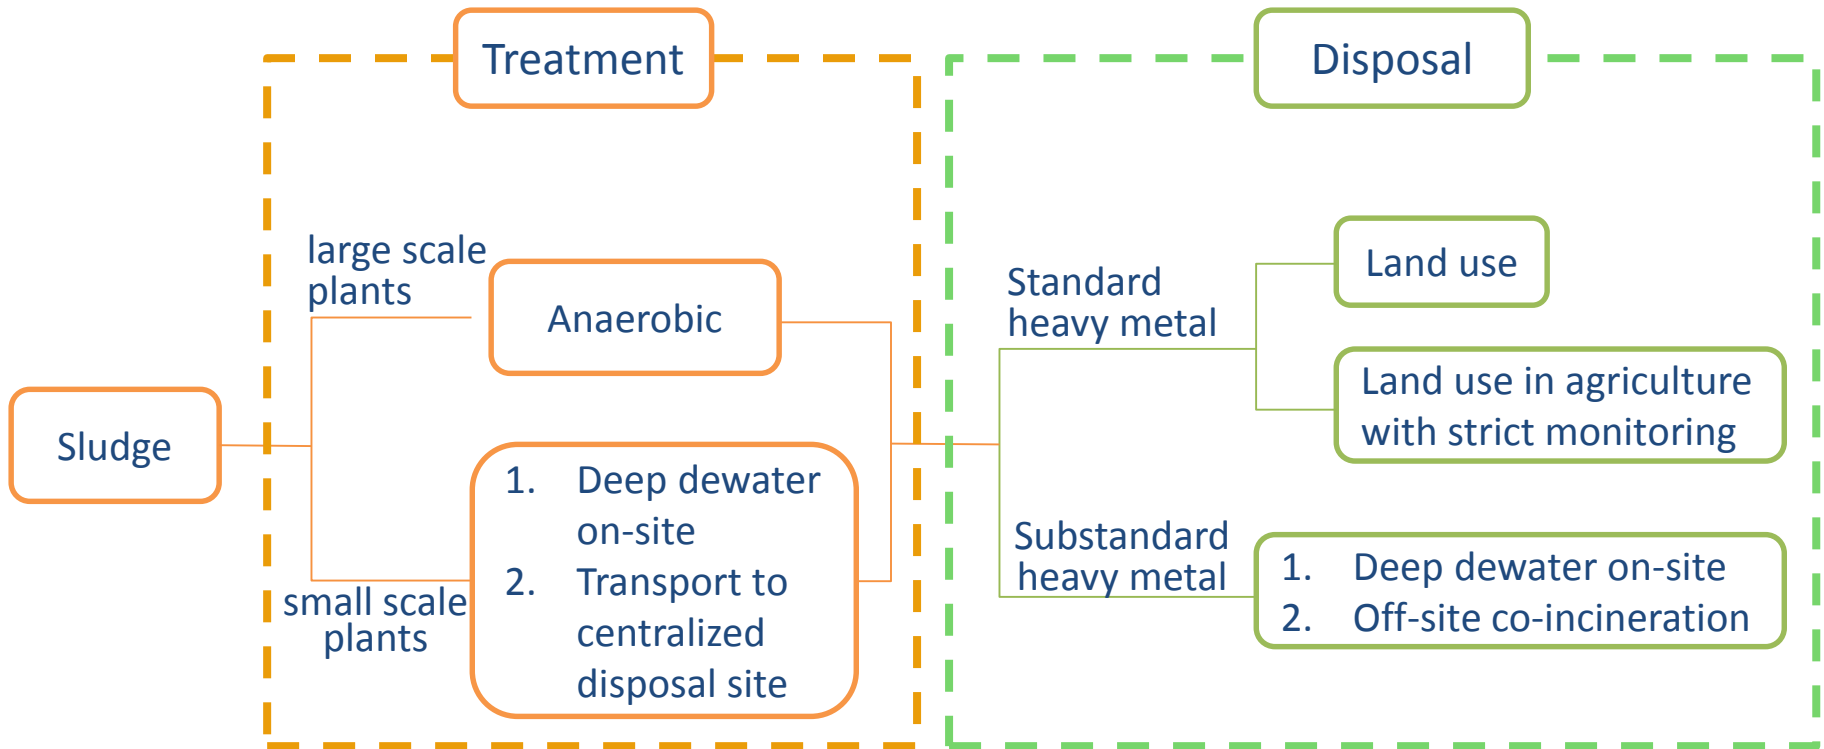 Treatment
Disposal
large scale
plants
Anaerobic
Sludge
1. Deep dewater
on-site
2. Transport to
centralized
disposal site
small scale
plants
Standard
heavy metal
Land use
Land use in agriculture
with strict monitoring
Substandard
heavy metal
1. Deep dewater on-site
2. Off-site co-incineration